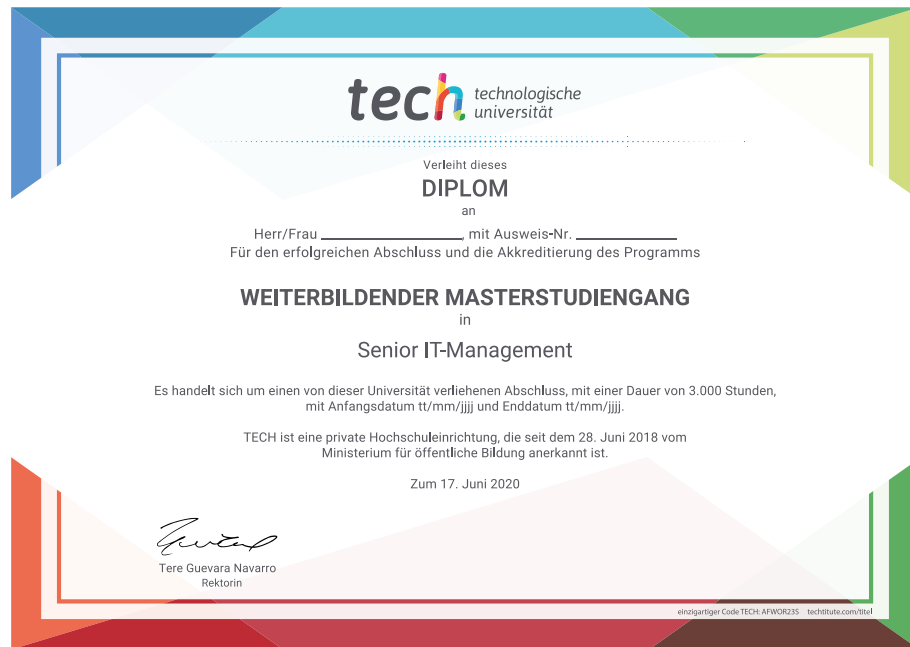 tech technologische
universität
Verleiht dieses
DIPLOM
an
Herr/Frau ____________, mit Ausweis-Nr. ____________
Für den erfolgreichen Abschluss und die Akkreditierung des Programms
WEITERBILDENDER MASTERSTUDIENGANG
in
Senior IT-Management
Es handelt sich um einen von dieser Universität verliehenen Abschluss, mit einer Dauer von 3.000 Stunden,
mit Anfangsdatum tt/mm/jjjj und Enddatum tt/mm/jjjj.
TECH ist eine private Hochschuleinrichtung, die seit dem 28. Juni 2018 vom
Ministerium für öffentliche Bildung anerkannt ist.
Zum 17. Juni 2020
Tere Guevara Navarro
Rektorin
einzigartiger Code TECH: AFWOR23S techtitute.com/titel